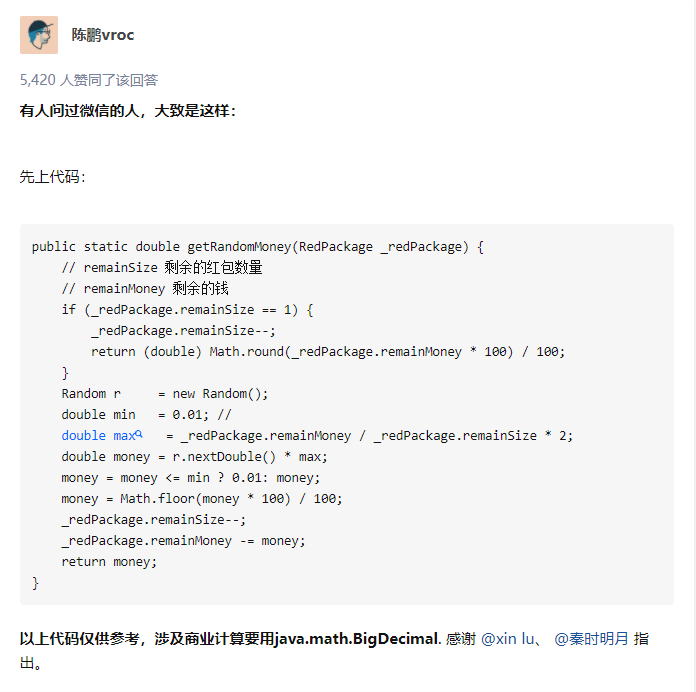 陈鹏vroc
5,420 人赞同了该回答
有人问过微信的人，大致是这样：
先上代码：
public static double getRandomMoney(RedPackage _redPackage) {
    // remainSize 剩余的红包数量
    // remainMoney 剩余的钱
    if (_redPackage.remainSize == 1) {
        _redPackage.remainSize--;
        return (double) Math.round(_redPackage.remainMoney * 100) / 100;
    }
    Random r     = new Random();
    double min   = 0.01; //
    double max   = _redPackage.remainMoney / _redPackage.remainSize * 2;
    double money = r.nextDouble() * max;
    money = money <= min ? 0.01: money;
    money = Math.floor(money * 100) / 100;
    _redPackage.remainSize--;
    _redPackage.remainMoney -= money;
    return money;
}
以上代码仅供参考，涉及商业计算要用java.math.BigDecimal. 感谢 @xin lu、 @秦时明月 指
出。